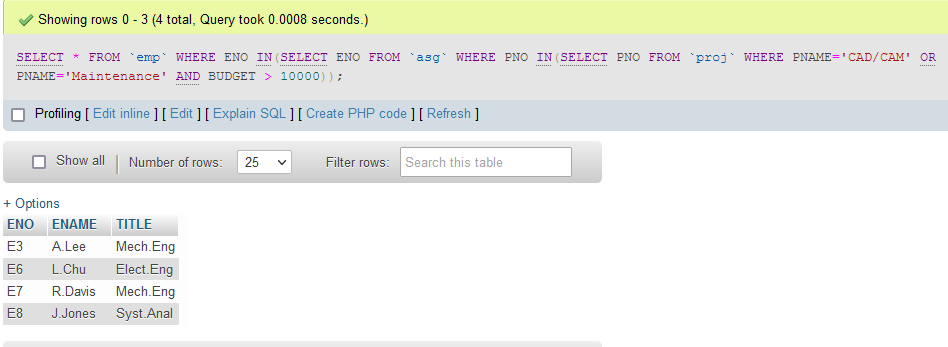 Showing rows 0 - 3 (4 total, Query took 0.0008 seconds.)
SELECT * FROM `emp` WHERE ENO IN(SELECT ENO FROM `asg` WHERE PNO IN(SELECT PNO FROM `proj` WHERE PNAME='CAD/CAM' OR
PNAME='Maintenance' AND BUDGET > 10000));
Profiling [ Edit inline ] [ Edit ] [ Explain SQL ] [ Create PHP code ] [ Refresh ]
Show all | Number of rows: 25 Filter rows: Search this table
+ Options
ENO ENAME TITLE
E3 A.Lee Mech.Eng
E6 L.Chu Elect.Eng
E7 R.Davis Mech.Eng
E8 J.Jones Syst.Anal